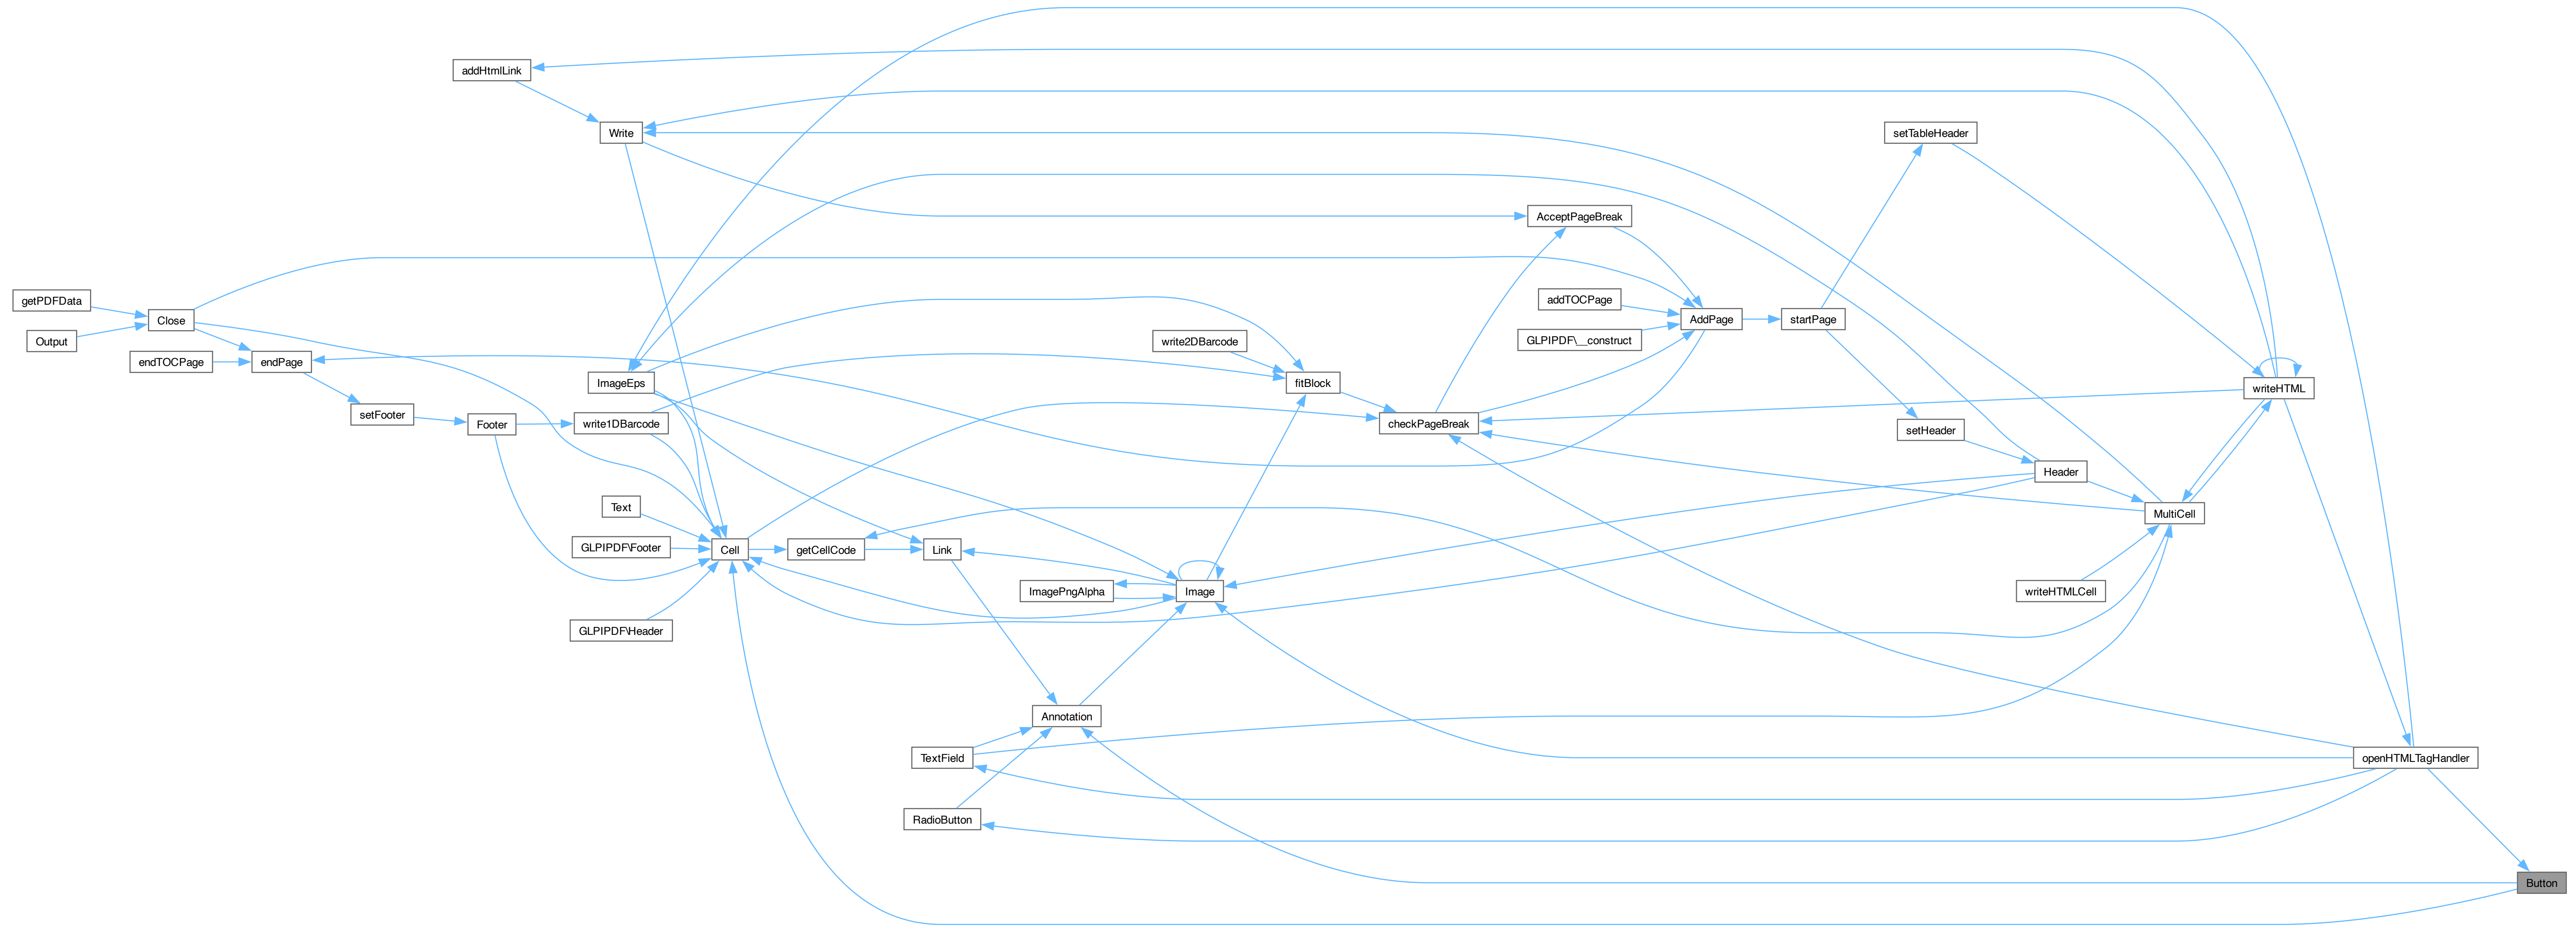 addHtmlLink
Write
setTableHeader
AcceptPageBreak
getPDFData
addTOCPage
Close
AddPage
startPage
Output
write2DBarcode
GLPIPDF\__construct
endTOCPage
endPage
ImageEps
fitBlock
writeHTML
setFooter
Footer
write1DBarcode
checkPageBreak
setHeader
Header
Text
MultiCell
GLPIPDF\Footer
Cell
getCellCode
Link
ImagePngAlpha
Image
writeHTMLCell
GLPIPDF\Header
Annotation
TextField
openHTMLTagHandler
RadioButton
Button